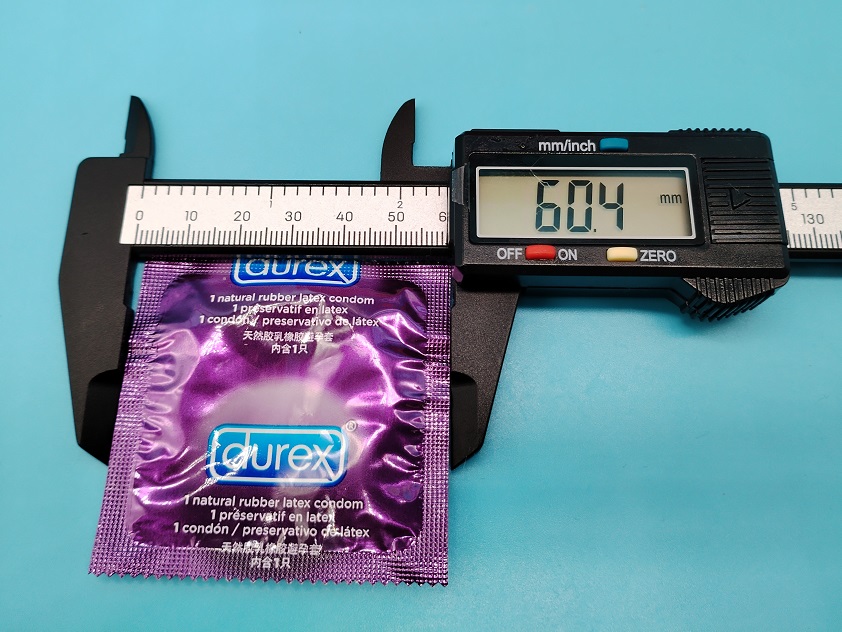 mm/inch
60.4 mm
OFF ON ZERO
1 2 5
0 10 20 30 40 50 6 130
durex
1 natural rubber latex condom
1 préservatif en latex
1 condón / preservativo de látex
天然胶乳橡胶避孕套
内含1只
durex®
1 natural rubber latex condom
1 préservatif en latex
1 condón / preservativo de látex
天然胶乳橡胶避孕套
内含1只